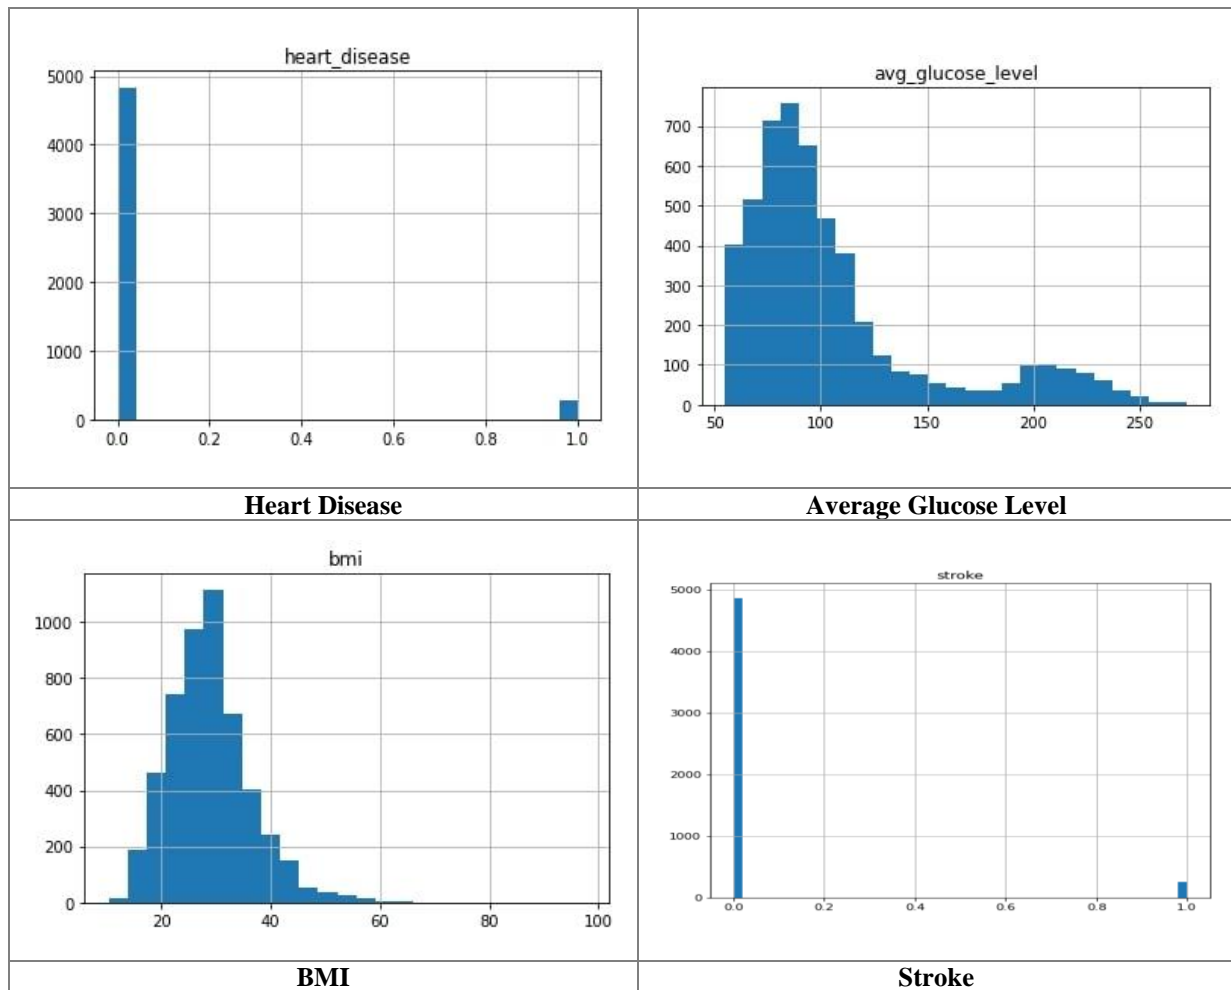 heart_disease
5000
4000
3000
2000
1000
0
0.0 0.2 0.4 0.6 0.8 1.0
Heart Disease
avg_glucose_level
700
600
500
400
300
200
100
0
50 100 150 200 250
Average Glucose Level
bmi
1000
800
600
400
200
0
20 40 60 80 100
BMI
stroke
5000
4000
3000
2000
1000
0
0.0 0.2 0.4 0.6 0.8 1.0
Stroke